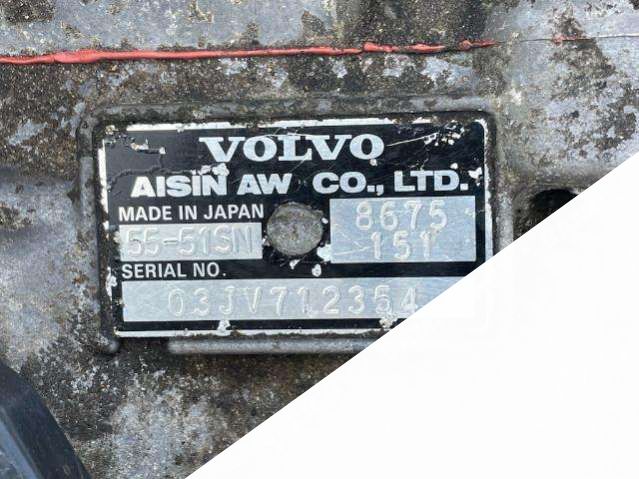 VOLVO
AISIN AW CO., LTD.
MADE IN JAPAN
55-51SN
8675
151
SERIAL NO.
03JV712354